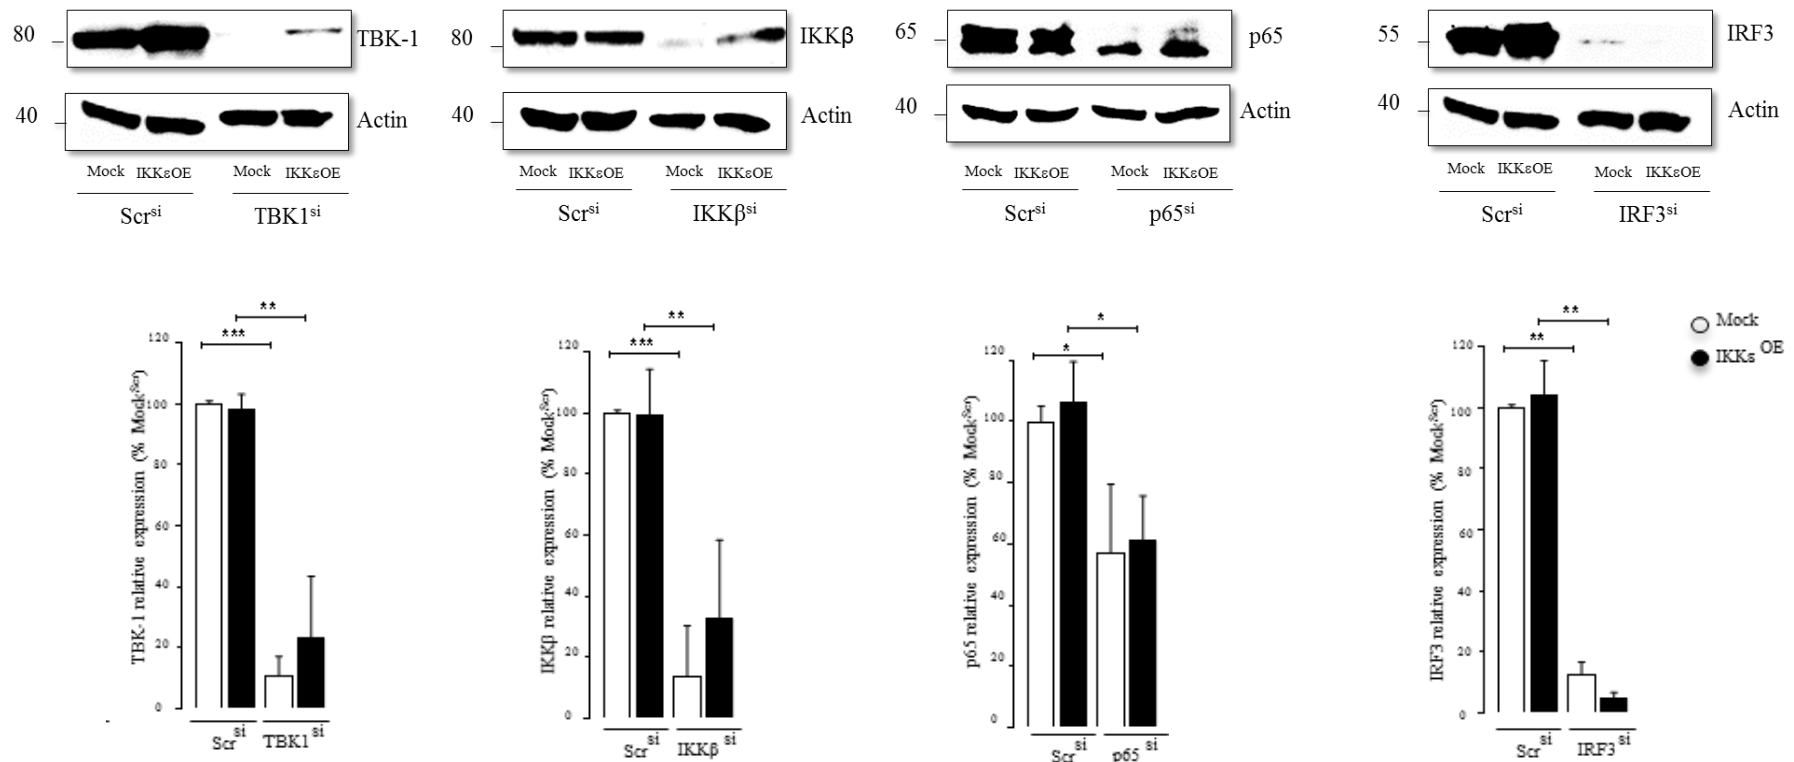 80
TBK-1
40
Actin
Mock IKKεOE Mock IKKεOE
Scrsi TBK1si
80
IKKβ
40
Actin
Mock IKKεOE Mock IKKεOE
Scrsi IKKβsi
65
p65
40
Actin
Mock IKKεOE Mock IKKεOE
Scrsi p65si
55
IRF3
40
Actin
Mock IKKεOE Mock IKKεOE
Scrsi IRF3si
TBK-1 relative expression (% MockScr)
120
100
80
60
40
20
0
***
**
Scr si TBK1 si
IKKβ relative expression (% MockScr)
120
100
80
60
40
20
0
***
**
Scr si IKKβ si
p65 relative expression (% MockScr)
120
100
80
60
40
20
0
*
*
Scr si p65 si
IRF3 relative expression (% MockScr)
120
100
80
60
40
20
0
**
**
Scr si IRF3 si
Mock
IKKs OE